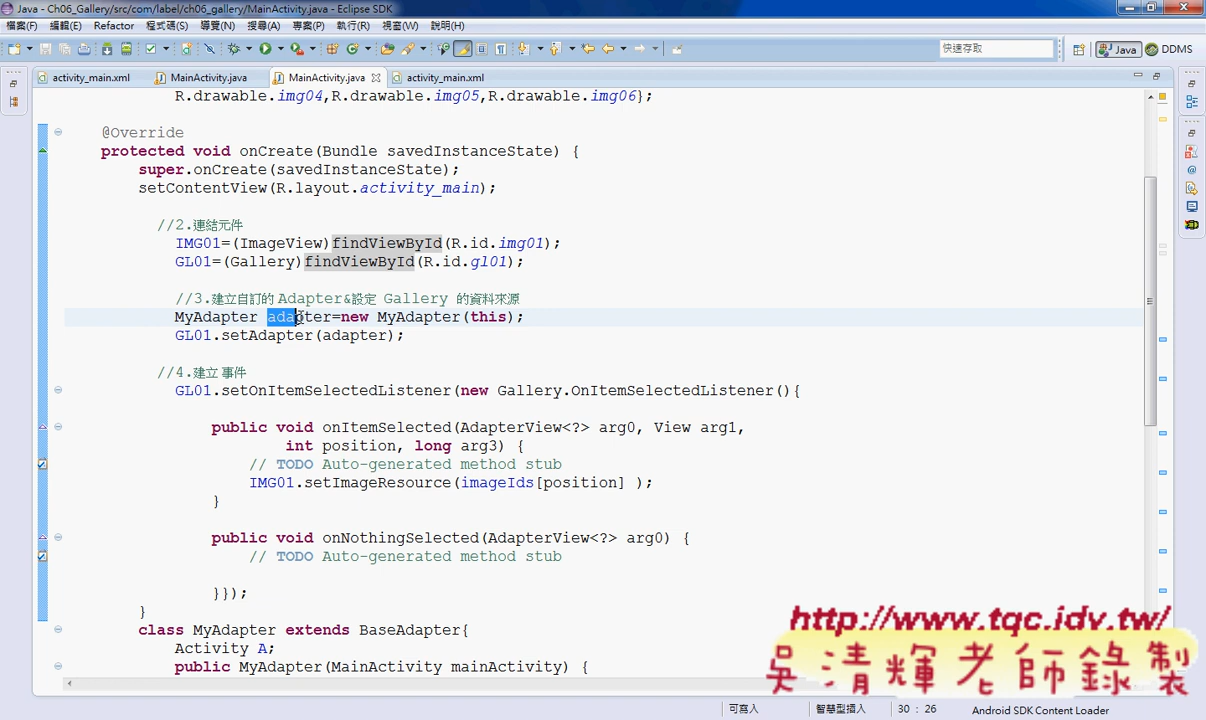 Java - Ch06_Gallery/src/com/label/ch06_gallery/MainActivity.java - Eclipse SDK
檔案(F) 編輯(E) Refactor 程式碼(S) 導覽(N) 搜尋(A) 專案(P) 執行(R) 視窗(W) 說明(H)
快速存取 Java DDMS
activity_main.xml MainActivity.java MainActivity.java activity_main.xml
R.drawable.img04,R.drawable.img05,R.drawable.img06};
@Override
protected void onCreate(Bundle savedInstanceState) {
super.onCreate(savedInstanceState);
setContentView(R.layout.activity_main);
//2.連結元件
IMG01=(ImageView)findViewById(R.id.img01);
GL01=(Gallery)findViewById(R.id.gl01);
//3.建立自訂的 Adapter&設定 Gallery 的資料來源
MyAdapter adapter=new MyAdapter(this);
GL01.setAdapter(adapter);
//4.建立 事件
GL01.setOnItemSelectedListener(new Gallery.OnItemSelectedListener(){
public void onItemSelected(AdapterView<?> arg0, View arg1,
int position, long arg3) {
// TODO Auto-generated method stub
IMG01.setImageResource(imageIds[position] );
}
public void onNothingSelected(AdapterView<?> arg0) {
// TODO Auto-generated method stub
}});
}
class MyAdapter extends BaseAdapter{
Activity A;
public MyAdapter(MainActivity mainActivity) {
http://www.tqc.idv.tw/
吳清輝老師錄製
可寫入 智慧型插入 30 : 26 Android SDK Content Loader